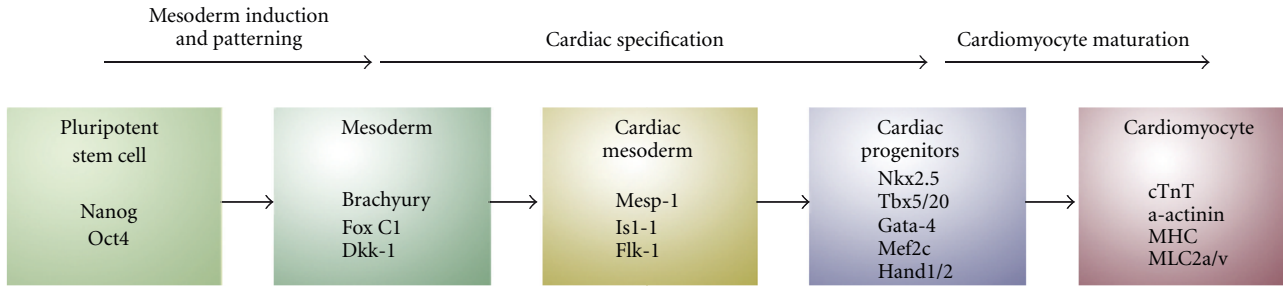 Mesoderm induction
and patterning
Cardiac specification
Cardiomyocyte maturation
Pluripotent
stem cell
Nanog
Oct4
Mesoderm
Brachyury
Fox C1
Dkk-1
Cardiac
mesoderm
Mesp-1
Is1-1
Flk-1
Cardiac
progenitors
Nkx2.5
Tbx5/20
Gata-4
Mef2c
Hand1/2
Cardiomyocyte
cTnT
a-actinin
MHC
MLC2a/v